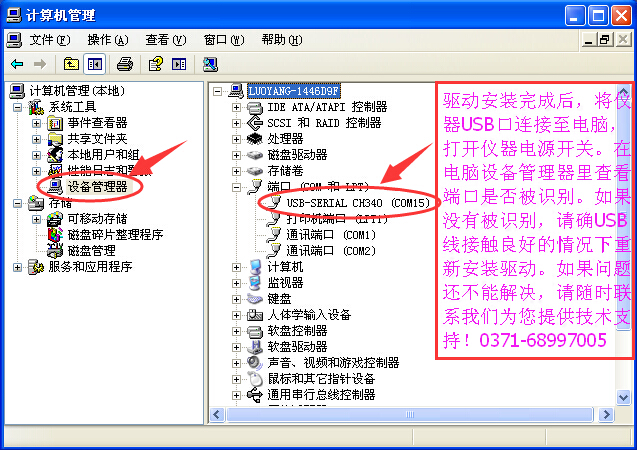 计算机管理
文件(F) 操作(A) 查看(V) 窗口(W) 帮助(H)
计算机管理(本地)
系统工具
事件查看器
共享文件夹
本地用户和组
性能日志和警报
设备管理器
存储
可移动存储
磁盘碎片整理程序
磁盘管理
服务和应用程序
LUOYANG-1446D9F
IDE ATA/ATAPI 控制器
SCSI 和 RAID 控制器
处理器
磁盘驱动器
存储卷
端口 (COM 和 LPT)
USB-SERIAL CH340 (COM15)
打印机端口 (LPT1)
通讯端口 (COM1)
通讯端口 (COM2)
计算机
监视器
键盘
人体学输入设备
软盘控制器
软盘驱动器
声音、视频和游戏控制器
鼠标和其它指针设备
通用串行总线控制器
驱动安装完成后，将仪
器USB口连接至电脑，
打开仪器电源开关。在
电脑设备管理器里查看
端口是否被识别。如果
没有被识别，请确USB
线接触良好的情况下重
新安装驱动。如果问题
还不能解决，请随时联
系我们为您提供技术支
持！0371-68997005